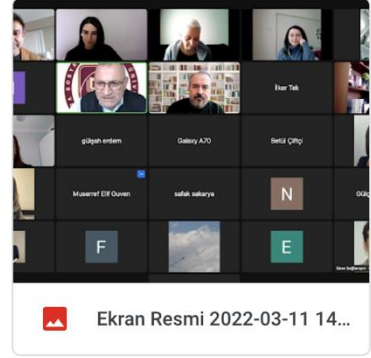 İlker Tek
gülşah erdem
Galaxy A70
Betül Çiftçi
Muserref Elif Guven
safak sakarya
N
F
E
Ekran Resmi 2022-03-11 14...